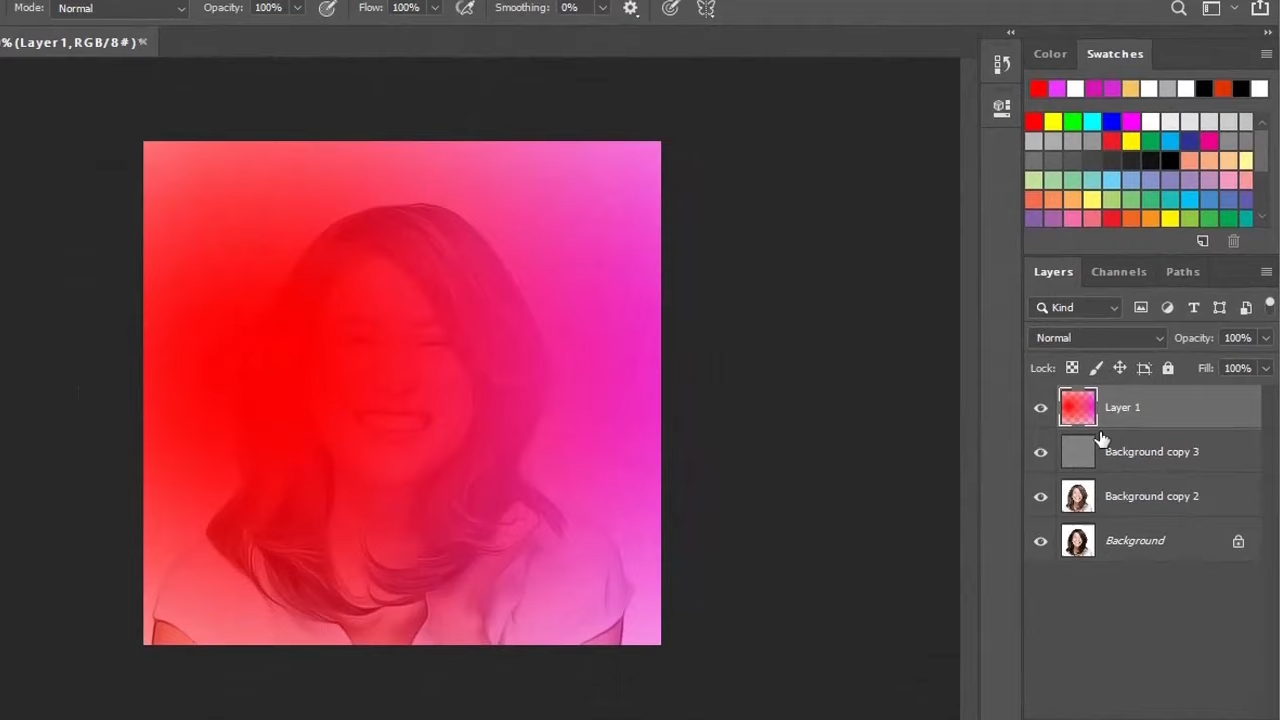 Mode: Normal Opacity: 100% Flow: 100% Smoothing: 0%
% (Layer 1, RGB/8#) *
Color Swatches
Layers Channels Paths
Kind
Normal Opacity: 100%
Lock: Fill: 100%
Layer 1
Background copy 3
Background copy 2
Background